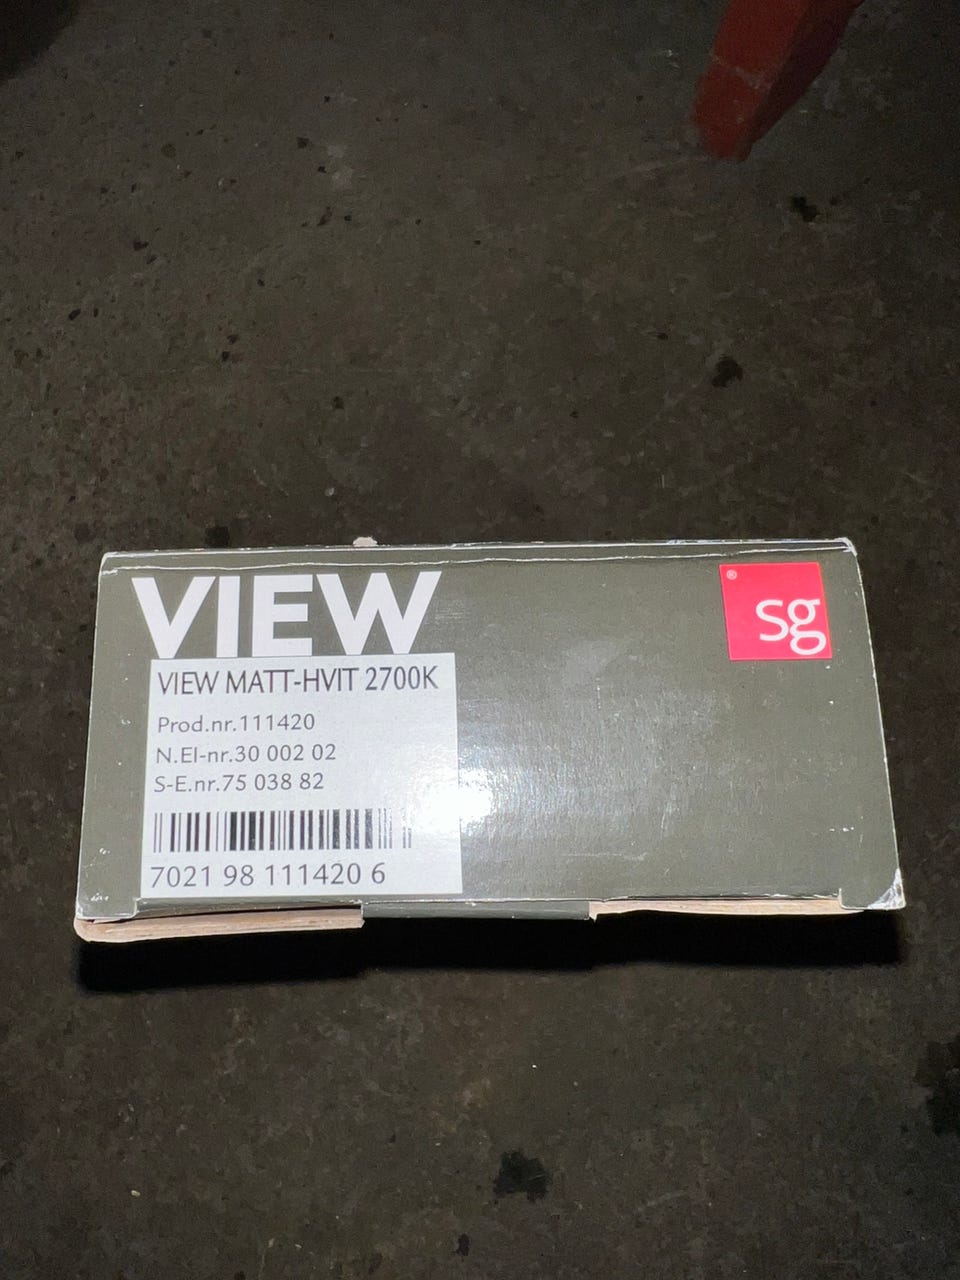 VIEW
® sg
VIEW MATT-HVIT 2700K
Prod.nr.111420
N.El-nr.30 002 02
S-E.nr.75 038 82
7021 98 111420 6